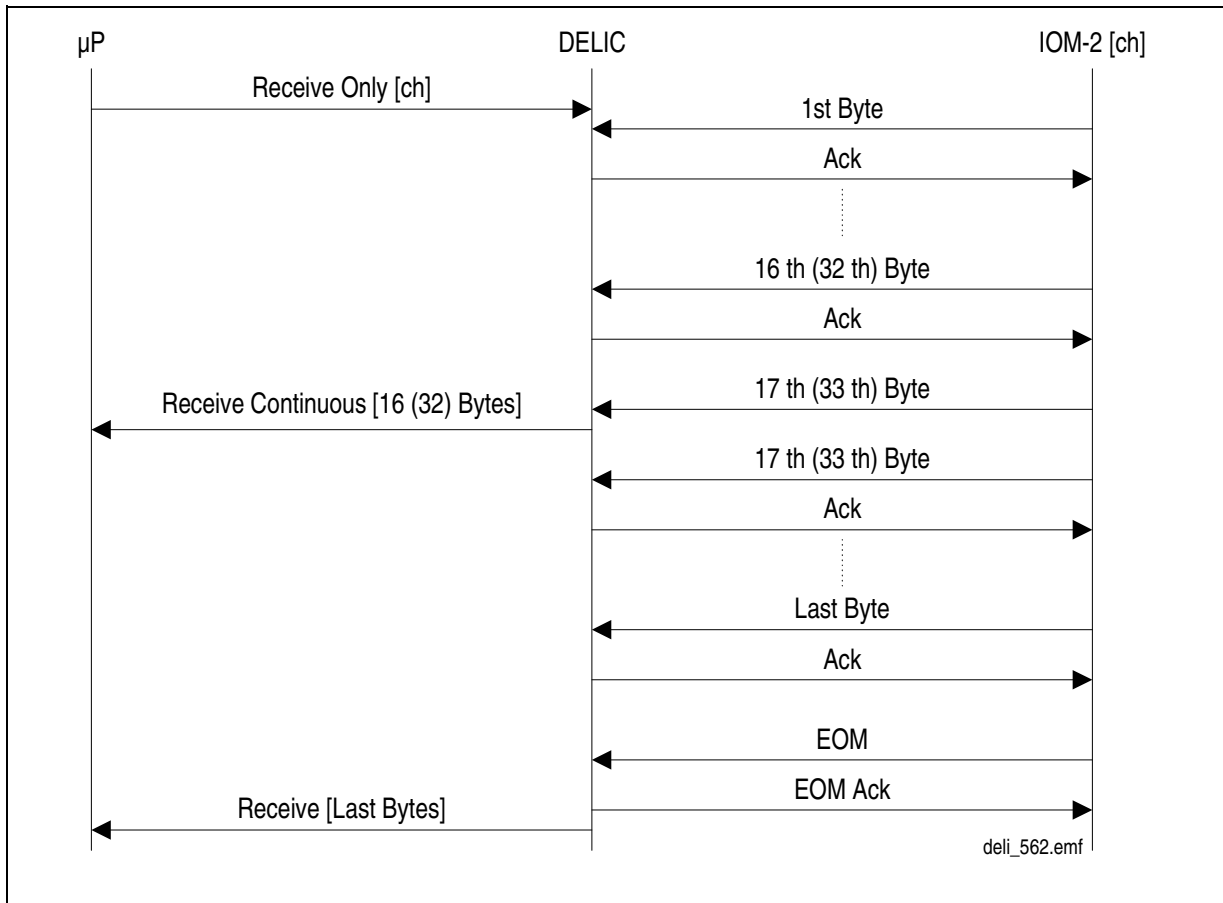 µP DELIC IOM-2 [ch]
Receive Only [ch]
1st Byte
Ack
16 th (32 th) Byte
Ack
17 th (33 th) Byte
Receive Continuous [16 (32) Bytes]
17 th (33 th) Byte
Ack
Last Byte
Ack
EOM
EOM Ack
Receive [Last Bytes]
deli_562.emf